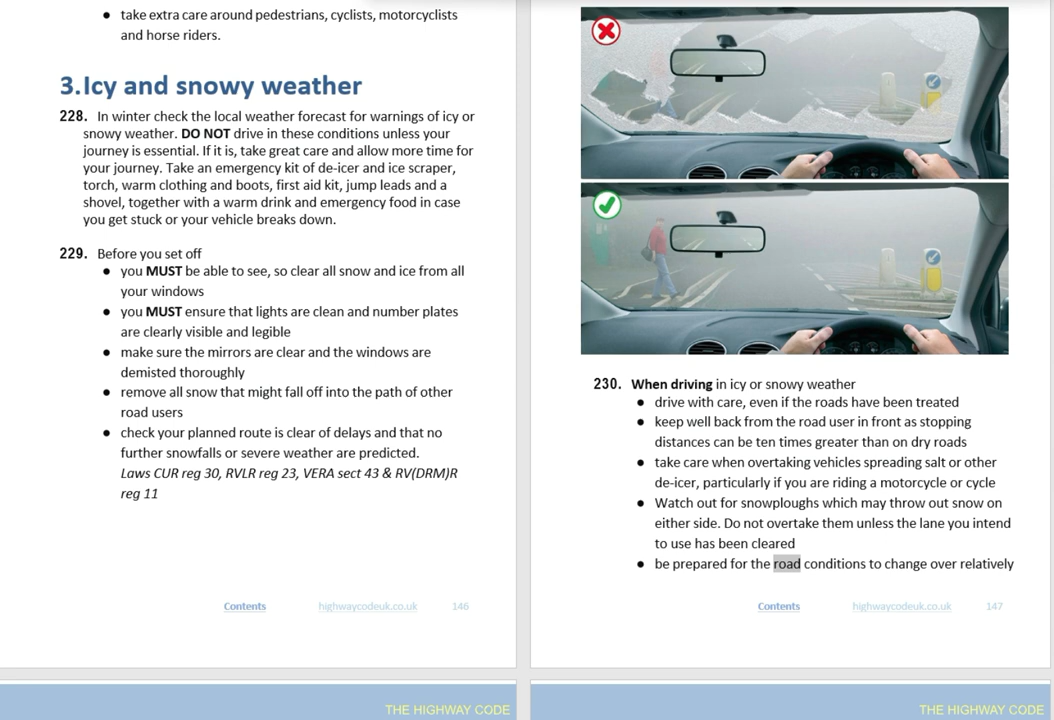 ● take extra care around pedestrians, cyclists, motorcyclists
and horse riders.
3.Icy and snowy weather
228. In winter check the local weather forecast for warnings of icy or
snowy weather. DO NOT drive in these conditions unless your
journey is essential. If it is, take great care and allow more time for
your journey. Take an emergency kit of de-icer and ice scraper,
torch, warm clothing and boots, first aid kit, jump leads and a
shovel, together with a warm drink and emergency food in case
you get stuck or your vehicle breaks down.
229. Before you set off
● you MUST be able to see, so clear all snow and ice from all
your windows
● you MUST ensure that lights are clean and number plates
are clearly visible and legible
● make sure the mirrors are clear and the windows are
demisted thoroughly
● remove all snow that might fall off into the path of other
road users
● check your planned route is clear of delays and that no
further snowfalls or severe weather are predicted.
Laws CUR reg 30, RVLR reg 23, VERA sect 43 & RV(DRM)R
reg 11
Contents highwaycodeuk.co.uk 146
230. When driving in icy or snowy weather
● drive with care, even if the roads have been treated
● keep well back from the road user in front as stopping
distances can be ten times greater than on dry roads
● take care when overtaking vehicles spreading salt or other
de-icer, particularly if you are riding a motorcycle or cycle
● Watch out for snowploughs which may throw out snow on
either side. Do not overtake them unless the lane you intend
to use has been cleared
● be prepared for the road conditions to change over relatively
Contents highwaycodeuk.co.uk 147
THE HIGHWAY CODE
THE HIGHWAY CODE